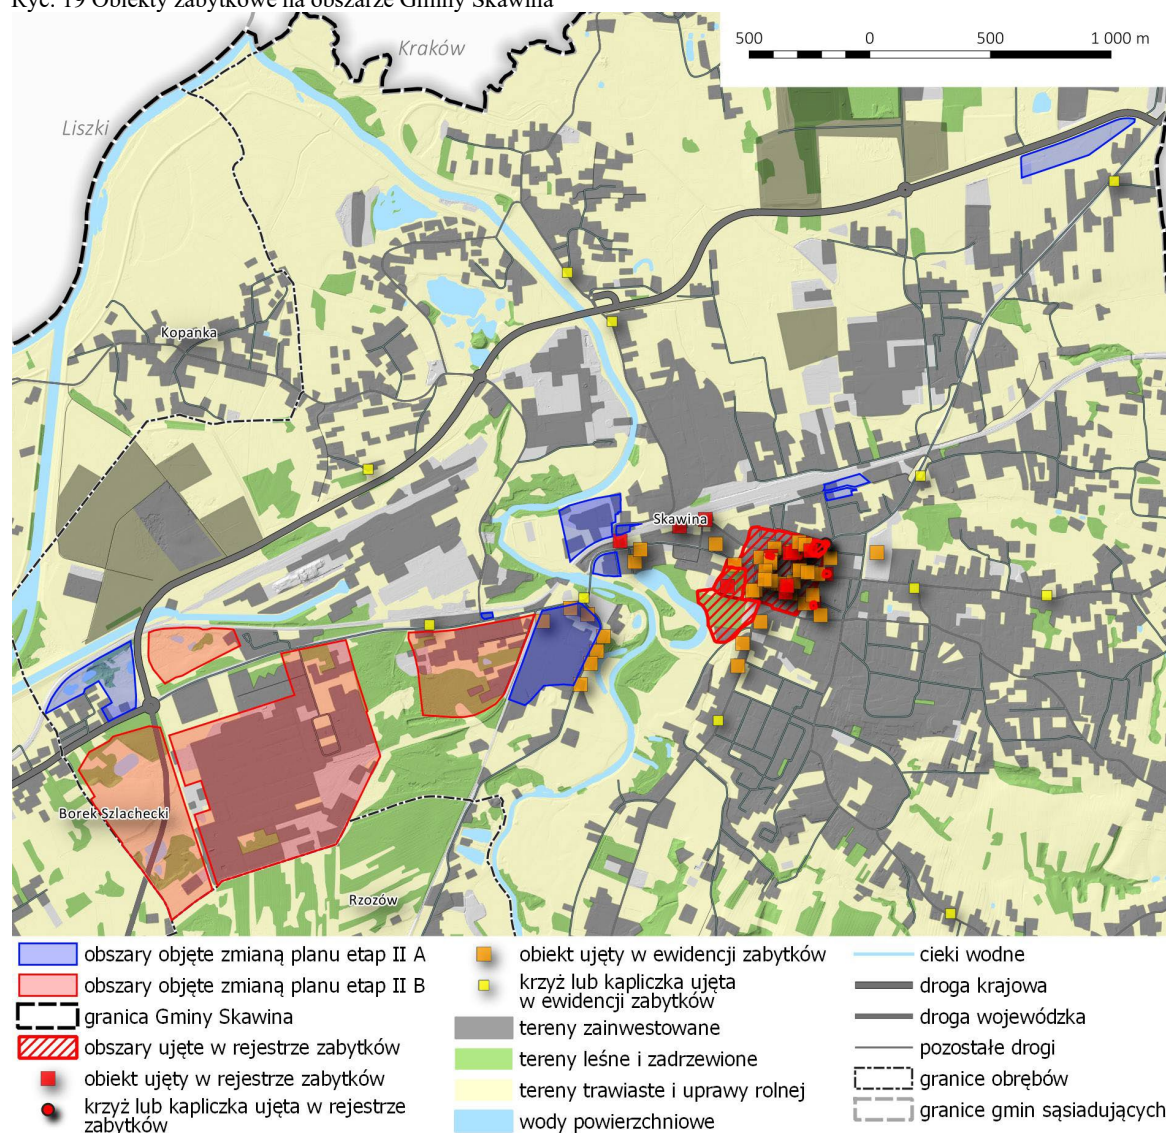 Ryc. 19 Obiekty zabytkowe na obszarze Gminy Skawina
500 0 500 1 000 m
Kraków
Liszki
Kopanka
Skawina
Borek Szlachecki
Rzozów
obszary objęte zmianą planu etap II A
obszary objęte zmianą planu etap II B
granica Gminy Skawina
obszary ujęte w rejestrze zabytków
obiekt ujęty w rejestrze zabytków
krzyż lub kapliczka ujęta w rejestrze
zabytków
obiekt ujęty w ewidencji zabytków
krzyż lub kapliczka ujęta
w ewidencji zabytków
tereny zainwestowane
tereny leśne i zadrzewione
tereny trawiaste i uprawy rolnej
wody powierzchniowe
cieki wodne
droga krajowa
droga wojewódzka
pozostałe drogi
granice obrębów
granice gmin sąsiadujących